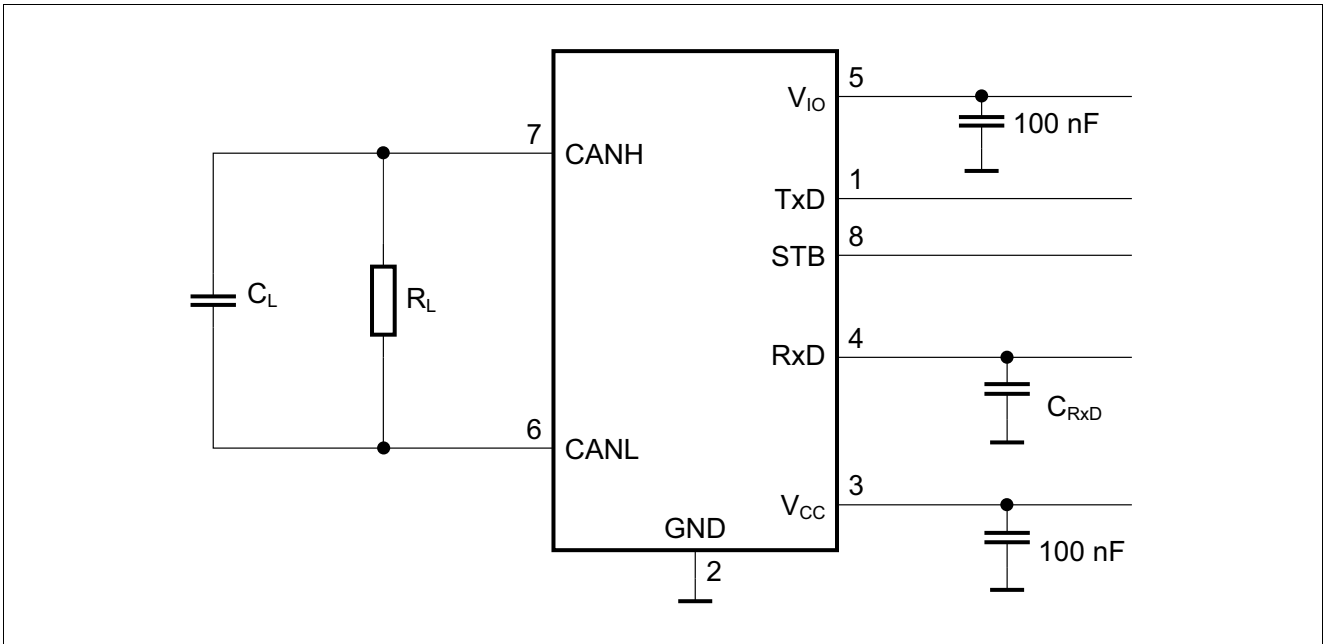 5
V_IO
100 nF
7
CANH
1
TxD
8
STB
C_L
R_L
4
RxD
C_RxD
6
CANL
3
V_CC
GND
100 nF
2